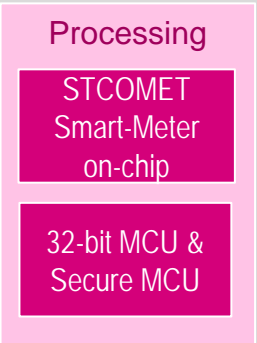 Processing
STCOMET
Smart-Meter
on-chip
32-bit MCU &
Secure MCU